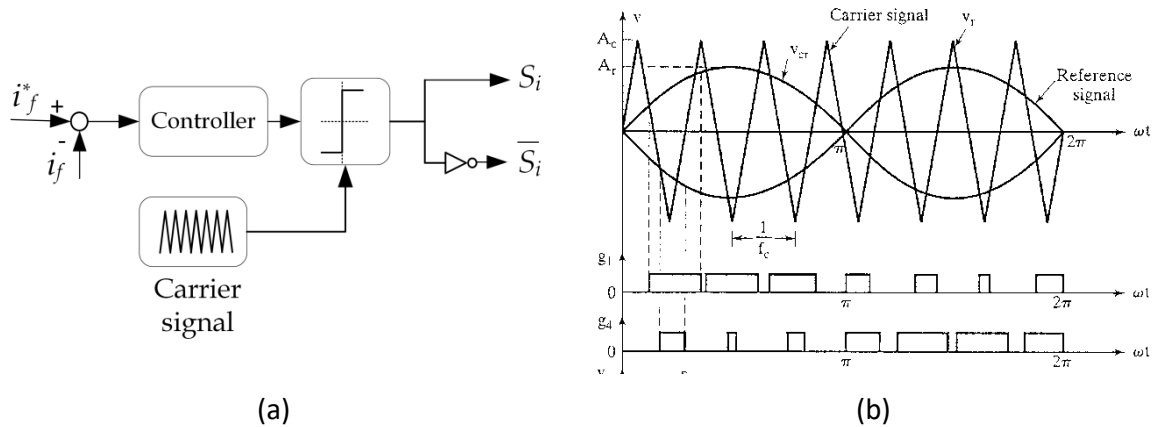 i*f
+
-
if
Controller
Si
S̅i
Carrier
signal
(a)
v
Carrier signal
vr
Ac
Ar
vcr
Reference
signal
ωt
π
2π
1
fc
g1
0
π
2π
ωt
g4
0
π
2π
ωt
(b)